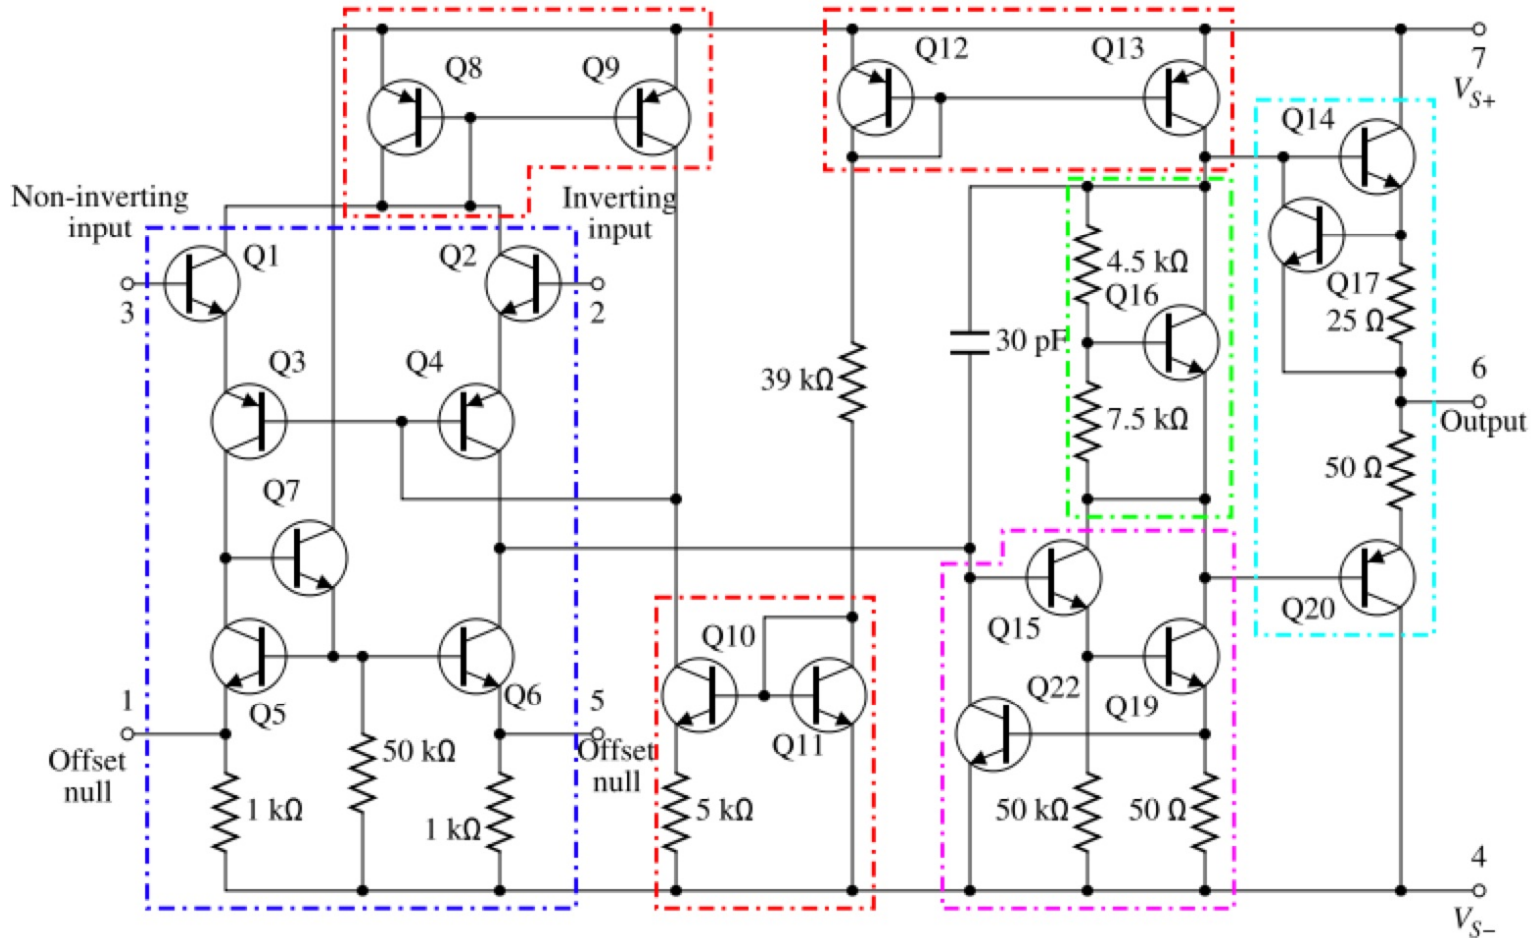 Q8
Q9
Q12
Q13
7
V_{S+}
Q14
Non-inverting
input
Inverting
input
Q1
Q2
3
2
4.5 kΩ
Q16
Q17
25 Ω
30 pF
6
Output
Q3
Q4
39 kΩ
7.5 kΩ
50 Ω
Q7
Q15
Q20
Q10
Q22
Q19
1
Offset
null
Q5
Q6
5
Offset
null
Q11
50 kΩ
1 kΩ
1 kΩ
5 kΩ
50 kΩ
50 Ω
4
V_{S−}